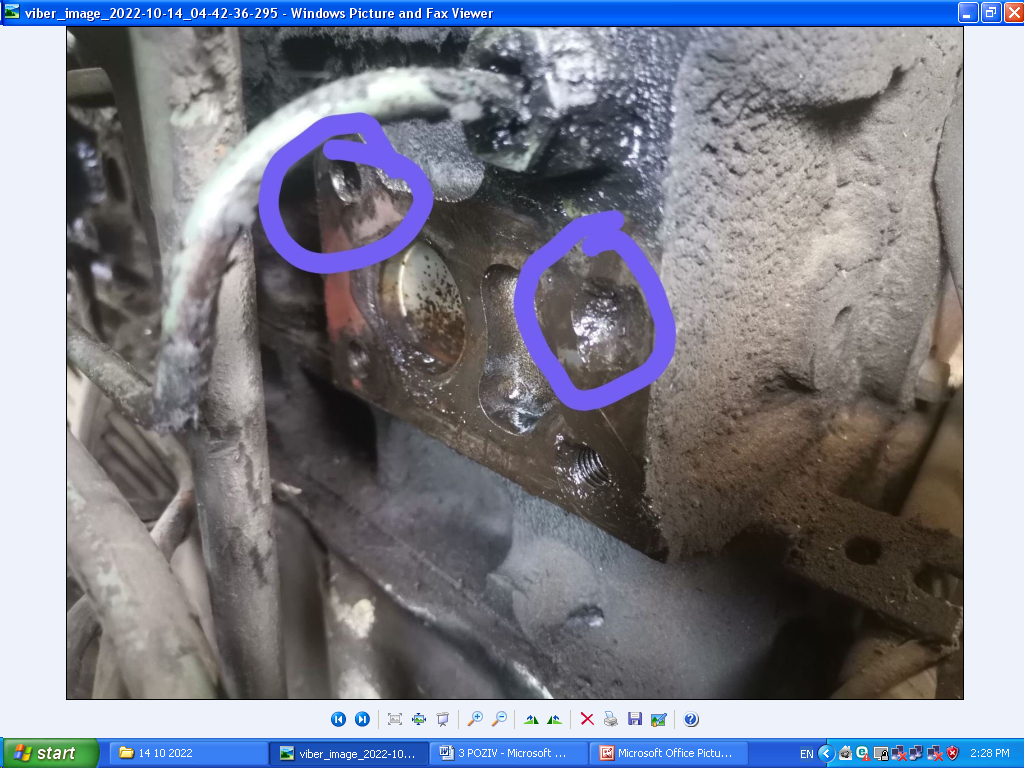 viber_image_2022-10-14_04-42-36-295 - Windows Picture and Fax Viewer
start
14 10 2022
viber_image_2022-10...
3 POZIV - Microsoft ...
Microsoft Office Pictu...
EN
2:28 PM